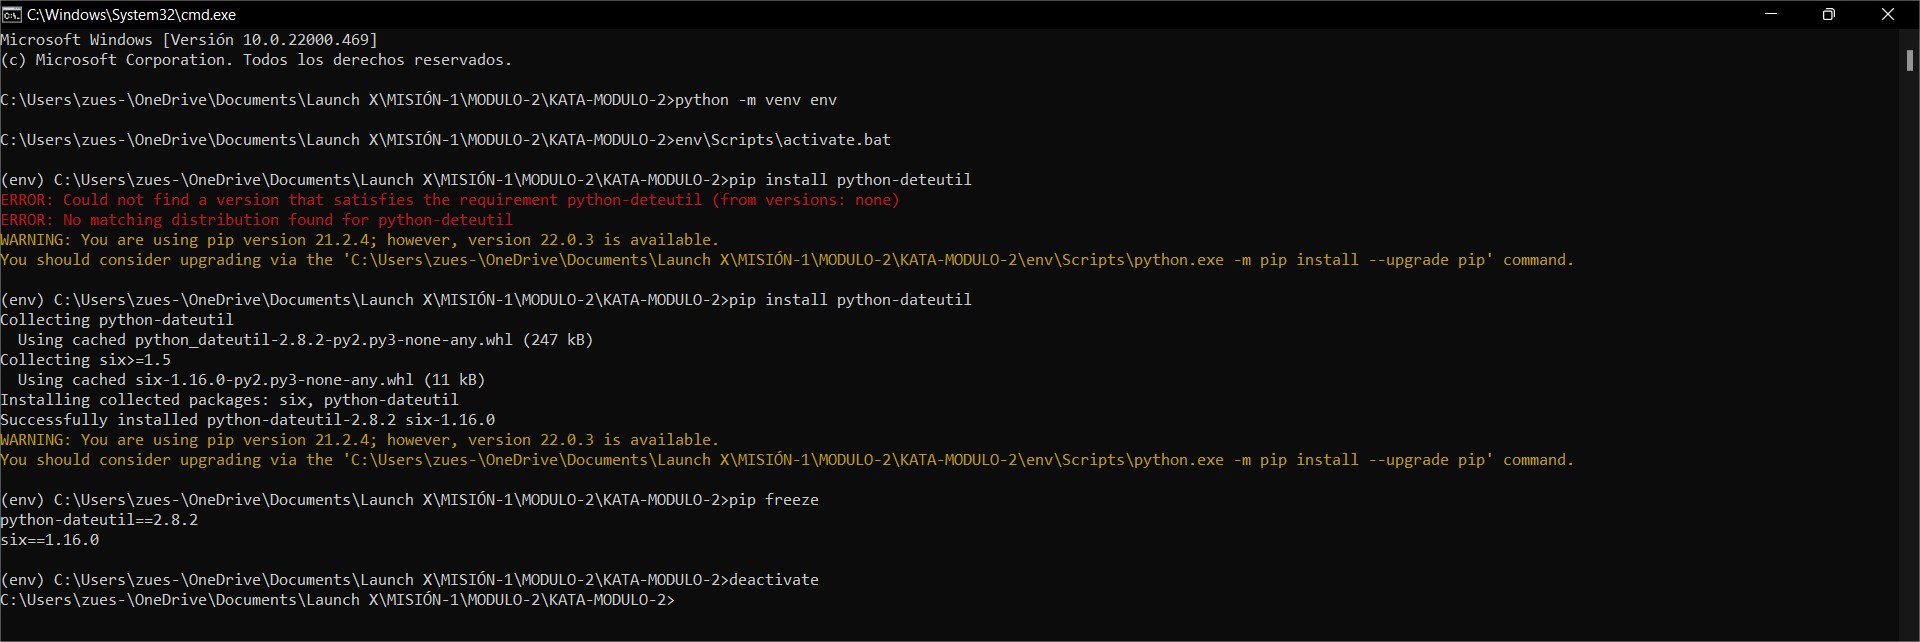 C:\Windows\System32\cmd.exe
Microsoft Windows [Versión 10.0.22000.469]
(c) Microsoft Corporation. Todos los derechos reservados.
C:\Users\zues-\OneDrive\Documents\Launch X\MISIÓN-1\MODULO-2\KATA-MODULO-2>python -m venv env
C:\Users\zues-\OneDrive\Documents\Launch X\MISIÓN-1\MODULO-2\KATA-MODULO-2>env\Scripts\activate.bat
(env) C:\Users\zues-\OneDrive\Documents\Launch X\MISIÓN-1\MODULO-2\KATA-MODULO-2>pip install python-deteutil
ERROR: Could not find a version that satisfies the requirement python-deteutil (from versions: none)
ERROR: No matching distribution found for python-deteutil
WARNING: You are using pip version 21.2.4; however, version 22.0.3 is available.
You should consider upgrading via the 'C:\Users\zues-\OneDrive\Documents\Launch X\MISIÓN-1\MODULO-2\KATA-MODULO-2\env\Scripts\python.exe -m pip install --upgrade pip' command.
(env) C:\Users\zues-\OneDrive\Documents\Launch X\MISIÓN-1\MODULO-2\KATA-MODULO-2>pip install python-dateutil
Collecting python-dateutil
  Using cached python_dateutil-2.8.2-py2.py3-none-any.whl (247 kB)
Collecting six>=1.5
  Using cached six-1.16.0-py2.py3-none-any.whl (11 kB)
Installing collected packages: six, python-dateutil
Successfully installed python-dateutil-2.8.2 six-1.16.0
WARNING: You are using pip version 21.2.4; however, version 22.0.3 is available.
You should consider upgrading via the 'C:\Users\zues-\OneDrive\Documents\Launch X\MISIÓN-1\MODULO-2\KATA-MODULO-2\env\Scripts\python.exe -m pip install --upgrade pip' command.
(env) C:\Users\zues-\OneDrive\Documents\Launch X\MISIÓN-1\MODULO-2\KATA-MODULO-2>pip freeze
python-dateutil==2.8.2
six==1.16.0
(env) C:\Users\zues-\OneDrive\Documents\Launch X\MISIÓN-1\MODULO-2\KATA-MODULO-2>deactivate
C:\Users\zues-\OneDrive\Documents\Launch X\MISIÓN-1\MODULO-2\KATA-MODULO-2>